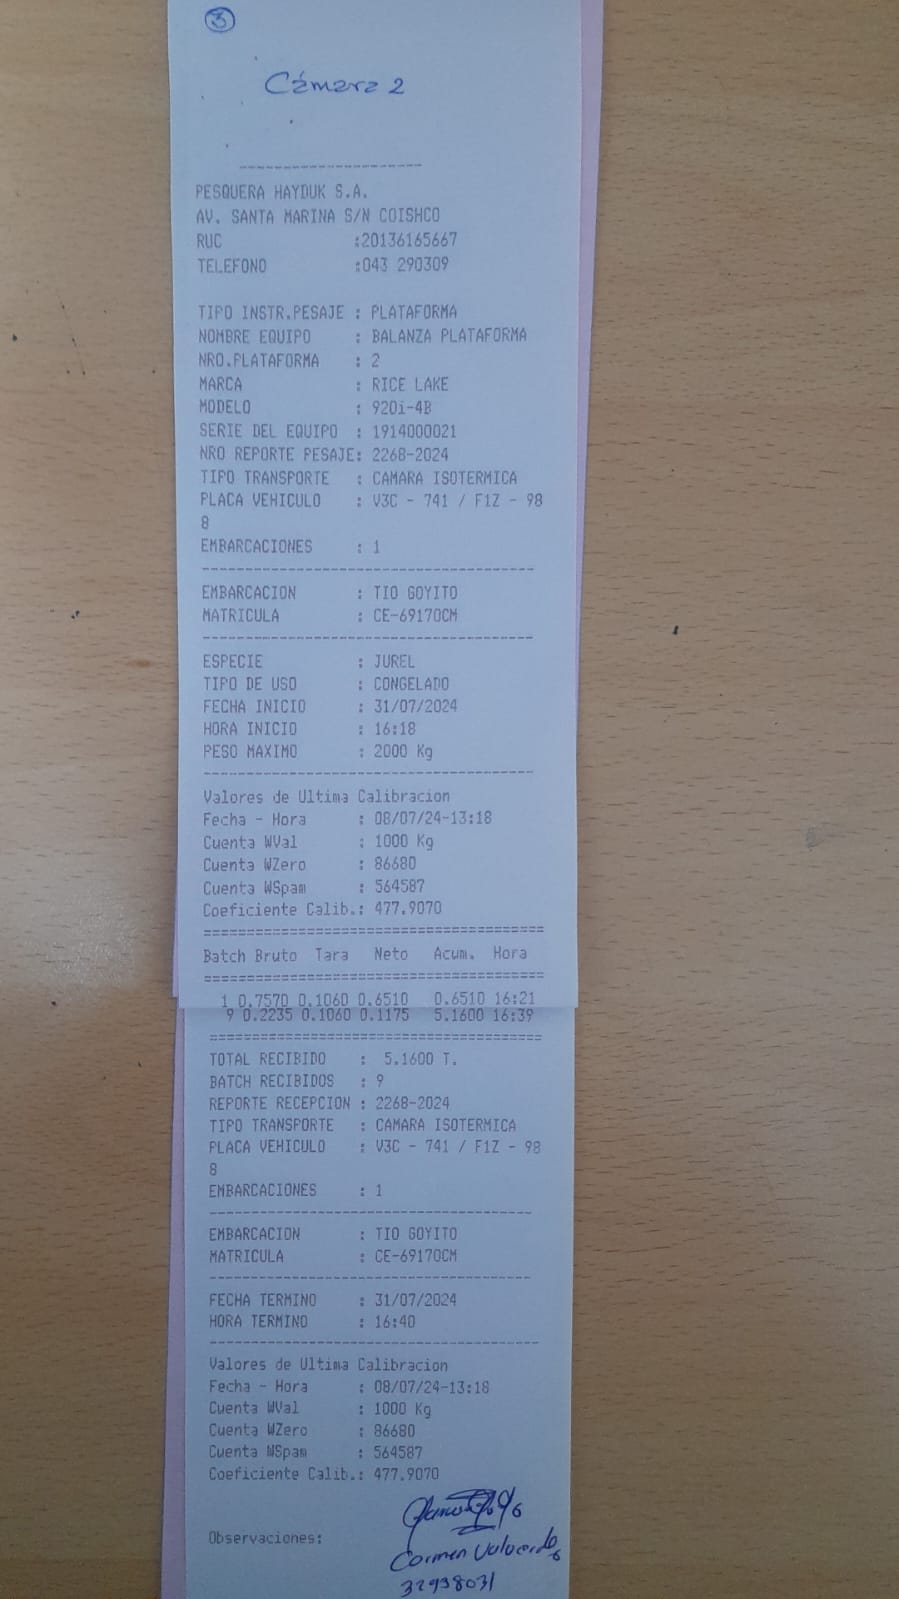 3
Cámara 2
------------------------
PESQUERA HAYDUK S.A.
AV. SANTA MARINA S/N COISHCO
RUC :20136165667
TELEFONO :043 290309
TIPO INSTR.PESAJE : PLATAFORMA
NOMBRE EQUIPO : BALANZA PLATAFORMA
NRO.PLATAFORMA : 2
MARCA : RICE LAKE
MODELO : 920i-4B
SERIE DEL EQUIPO : 1914000021
NRO REPORTE PESAJE: 2268-2024
TIPO TRANSPORTE : CAMARA ISOTERMICA
PLACA VEHICULO : V3C - 741 / F1Z - 98
8
EMBARCACIONES : 1
----------------------------------------
EMBARCACION : TIO GOYITO
MATRICULA : CE-69170CM
----------------------------------------
ESPECIE : JUREL
TIPO DE USO : CONGELADO
FECHA INICIO : 31/07/2024
HORA INICIO : 16:18
PESO MAXIMO : 2000 Kg
----------------------------------------
Valores de Ultima Calibracion
Fecha - Hora : 08/07/24-13:18
Cuenta WVal : 1000 Kg
Cuenta WZero : 86680
Cuenta WSpam : 564587
Coeficiente Calib.: 477.9070
========================================
Batch Bruto Tara Neto Acum. Hora
========================================
1 0.7570 0.1060 0.6510 0.6510 16:21
9 0.2235 0.1060 0.1175 5.1600 16:39
========================================
TOTAL RECIBIDO : 5.1600 T.
BATCH RECIBIDOS : 9
REPORTE RECEPCION : 2268-2024
TIPO TRANSPORTE : CAMARA ISOTERMICA
PLACA VEHICULO : V3C - 741 / F1Z - 98
8
EMBARCACIONES : 1
----------------------------------------
EMBARCACION : TIO GOYITO
MATRICULA : CE-69170CM
----------------------------------------
FECHA TERMINO : 31/07/2024
HORA TERMINO : 16:40
----------------------------------------
Valores de Ultima Calibracion
Fecha - Hora : 08/07/24-13:18
Cuenta WVal : 1000 Kg
Cuenta WZero : 86680
Cuenta WSpam : 564587
Coeficiente Calib.: 477.9070
Observaciones:
Carmen Valverde
32938031